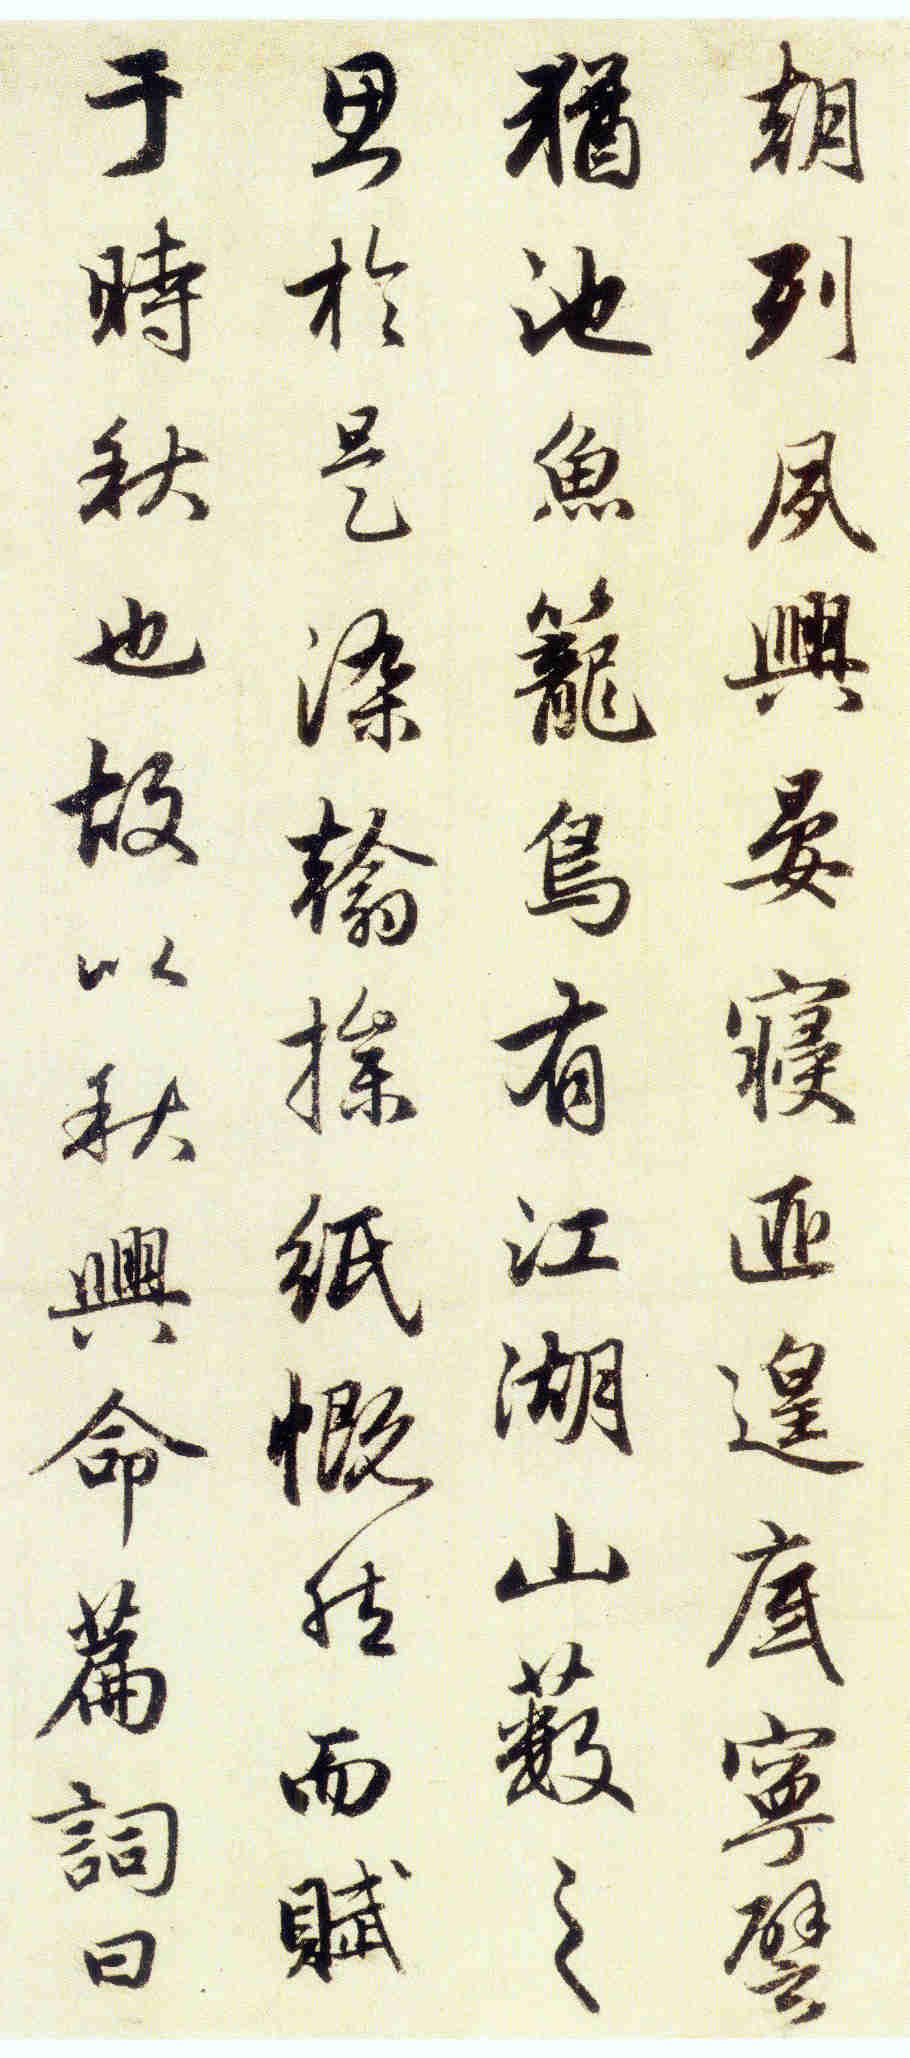 朝列夙興晏寢匪遑底寧譬
猶池魚籠鳥有江湖山藪之
思於是染翰操紙慨然而賦
于時秋也故以秋興命篇詞曰